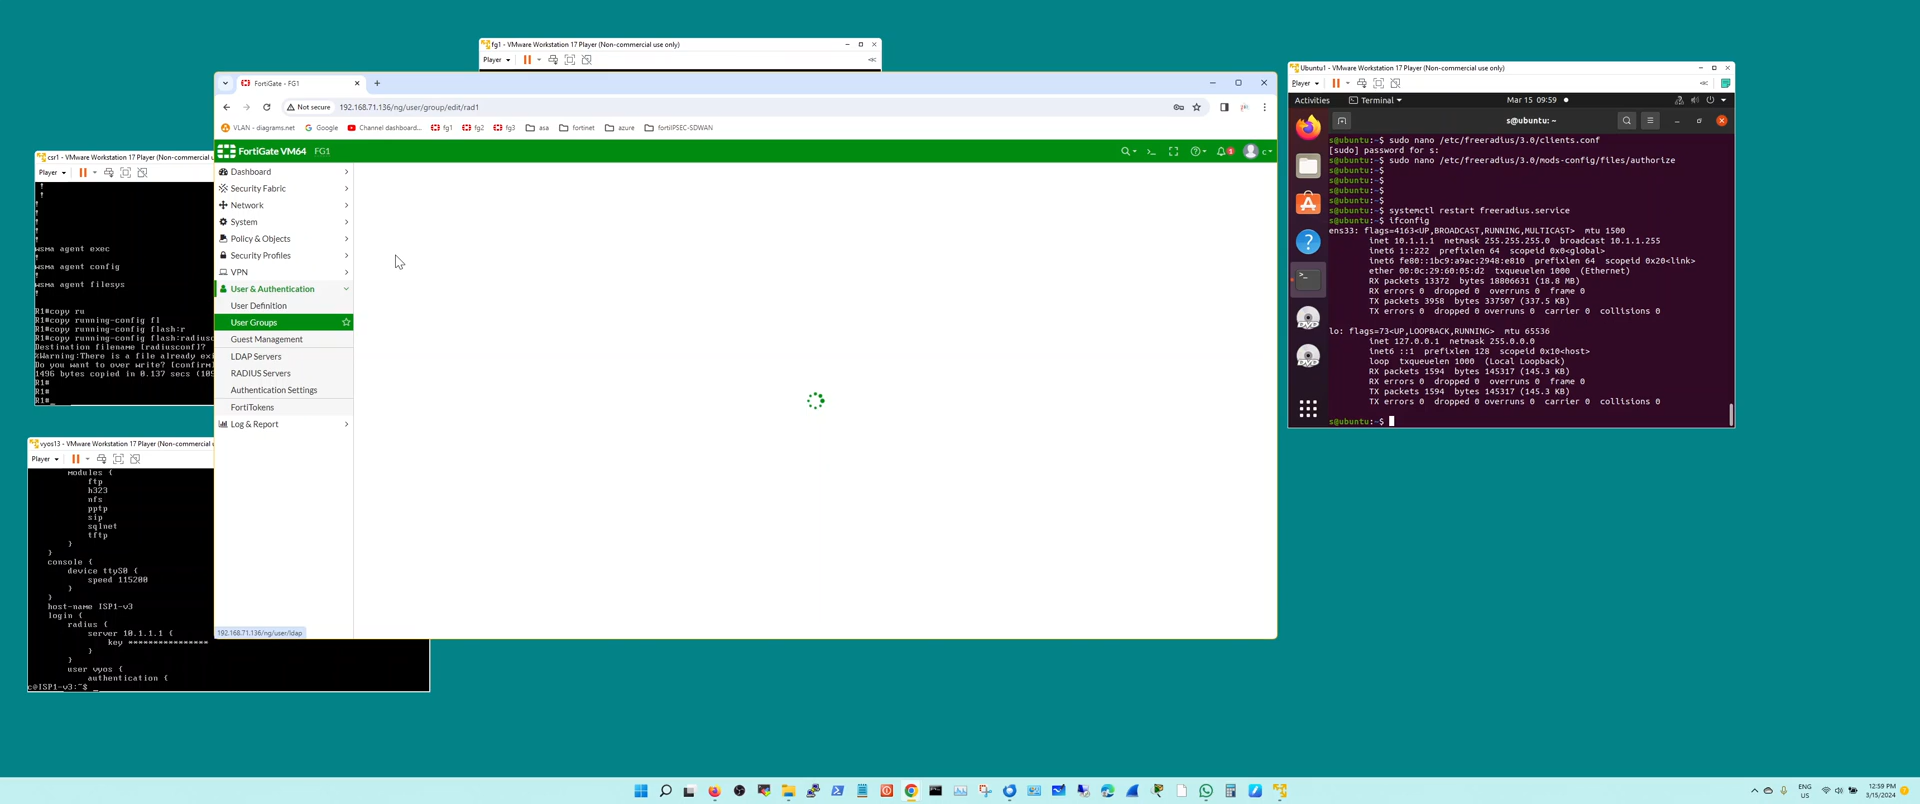 fg1 - VMware Workstation 17 Player (Non-commercial use only)
Player
FortiGate - FG1
Not secure
192.168.71.136/ng/user/group/edit/rad1
VLAN - diagrams.net
Google
Channel dashboard...
fg1
fg2
fg3
asa
fortinet
azure
fortiIPSEC-SDWAN
FortiGate VM64
FG1
1
c
Dashboard
Security Fabric
Network
System
Policy & Objects
Security Profiles
VPN
User & Authentication
User Definition
User Groups
Guest Management
LDAP Servers
RADIUS Servers
Authentication Settings
FortiTokens
Log & Report
192.168.71.136/ng/user/ldap
csr1 - VMware Workstation 17 Player (Non-commercial u
Player
!
!
!
!
!
!
!
wsma agent exec
!
wsma agent config
!
wsma agent filesys
!
R1#copy ru
R1#copy running-config fl
R1#copy running-config flash:r
R1#copy running-config flash:radiusc
Destination filename [radiusconf]?
%Warning:There is a file already exi
Do you want to over write? [confirm]
1496 bytes copied in 0.137 secs (109
R1#
R1#
R1#_
vyos13 - VMware Workstation 17 Player (Non-commercial u
Player
modules {
ftp
h323
nfs
pptp
sip
sqlnet
tftp
}
}
console {
device ttyS0 {
speed 115200
}
}
host-name ISP1-v3
login {
radius {
server 10.1.1.1 {
key ****************
}
}
user vyos {
authentication {
c@ISP1-v3:~$ _
Ubuntu1 - VMware Workstation 17 Player (Non-commercial use only)
Player
Activities
Terminal
Mar 15 09:59
s@ubuntu: ~
s@ubuntu:~$ sudo nano /etc/freeradius/3.0/clients.conf
[sudo] password for s:
s@ubuntu:~$ sudo nano /etc/freeradius/3.0/mods-config/files/authorize
s@ubuntu:~$
s@ubuntu:~$
s@ubuntu:~$
s@ubuntu:~$
s@ubuntu:~$ systemctl restart freeradius.service
s@ubuntu:~$ ifconfig
ens33: flags=4163<UP,BROADCAST,RUNNING,MULTICAST> mtu 1500
inet 10.1.1.1 netmask 255.255.255.0 broadcast 10.1.1.255
inet6 1::222 prefixlen 64 scopeid 0x0<global>
inet6 fe80::1bc9:a9ac:2948:e810 prefixlen 64 scopeid 0x20<link>
ether 00:0c:29:60:05:d2 txqueuelen 1000 (Ethernet)
RX packets 13372 bytes 18806631 (18.8 MB)
RX errors 0 dropped 0 overruns 0 frame 0
TX packets 3958 bytes 337507 (337.5 KB)
TX errors 0 dropped 0 overruns 0 carrier 0 collisions 0
lo: flags=73<UP,LOOPBACK,RUNNING> mtu 65536
inet 127.0.0.1 netmask 255.0.0.0
inet6 ::1 prefixlen 128 scopeid 0x10<host>
loop txqueuelen 1000 (Local Loopback)
RX packets 1594 bytes 145317 (145.3 KB)
RX errors 0 dropped 0 overruns 0 frame 0
TX packets 1594 bytes 145317 (145.3 KB)
TX errors 0 dropped 0 overruns 0 carrier 0 collisions 0
s@ubuntu:~$
ENG
US
12:59 PM
3/15/2024